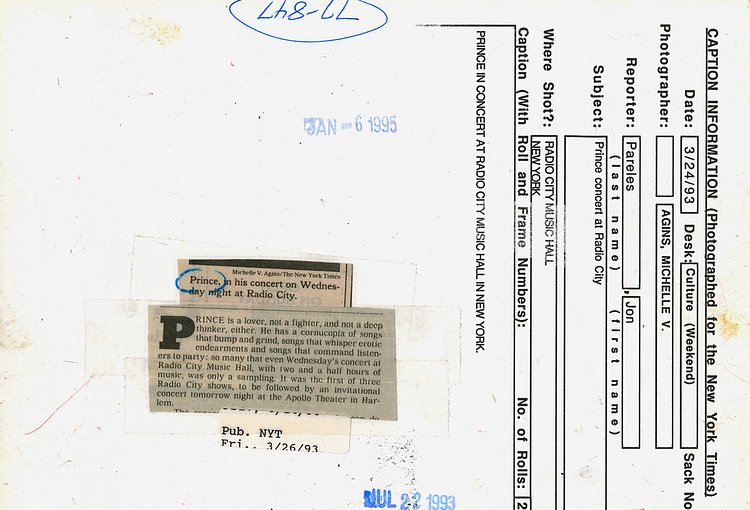 77-847
JAN -6 1995
Michelle V. Agins/The New York Times
Prince, in his concert on Wednes-
day night at Radio City.
PRINCE is a lover, not a fighter, and not a deep
thinker, either. He has a cornucopia of songs
that bump and grind, songs that whisper erotic
endearments and songs that command listen-
ers to party: so many that even Wednesday's concert at
Radio City Music Hall, with two and a half hours of
music, was only a sampling. It was the first of three
Radio City shows, to be followed by an invitational
concert tomorrow night at the Apollo Theater in Har-
lem.
Pub. NYT
Fri., 3/26/93
JUL 22 1993
CAPTION INFORMATION (Photographed for the New York Times)
Date: 3/24/93 Desk: Culture (Weekend) Sack No
Photographer: AGINS, MICHELLE V.
Reporter: Pareles, Jon
(last name) (first name)
Subject: Prince concert at Radio City
Where Shot?: RADIO CITY MUSIC HALL
NEW YORK
Caption (With Roll and Frame Numbers): No. of Rolls: 2
PRINCE IN CONCERT AT RADIO CITY MUSIC HALL IN NEW YORK.